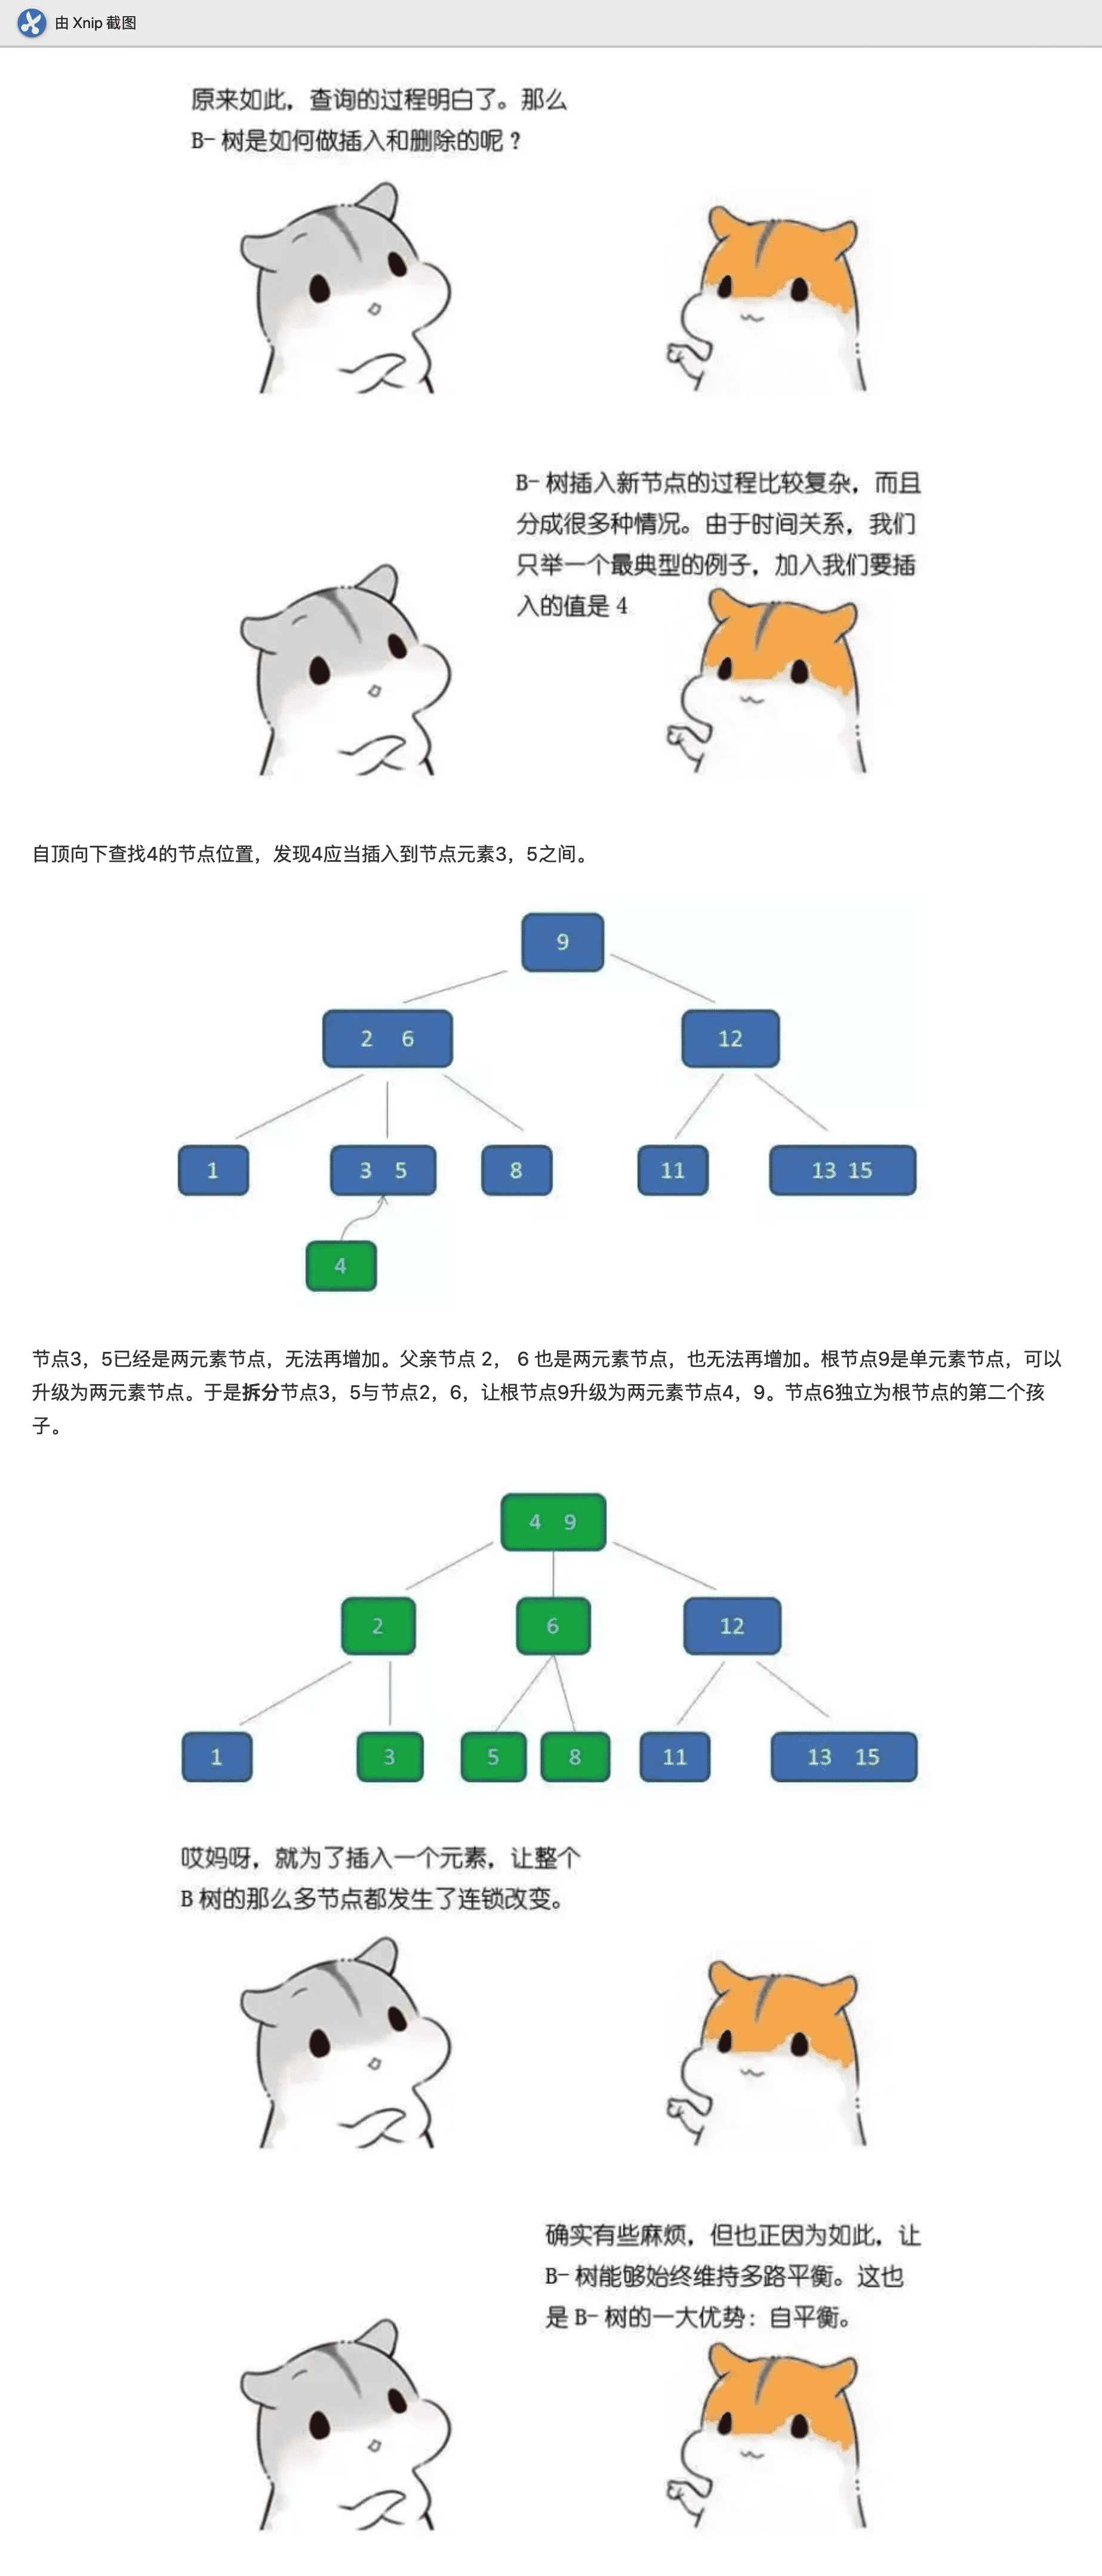 由 Xnip 截图
原来如此，查询的过程明白了。那么
B- 树是如何做插入和删除的呢？
B- 树插入新节点的过程比较复杂，而且
分成很多种情况。由于时间关系，我们
只举一个最典型的例子，加入我们要插
入的值是 4
自顶向下查找4的节点位置，发现4应当插入到节点元素3，5之间。
9
2 6
12
1
3 5
8
11
13 15
4
节点3，5已经是两元素节点，无法再增加。父亲节点 2， 6 也是两元素节点，也无法再增加。根节点9是单元素节点，可以
升级为两元素节点。于是拆分节点3，5与节点2，6，让根节点9升级为两元素节点4，9。节点6独立为根节点的第二个孩
子。
4 9
2
6
12
1
3
5
8
11
13 15
哎妈呀，就为了插入一个元素，让整个
B 树的那么多节点都发生了连锁改变。
确实有些麻烦，但也正因为如此，让
B- 树能够始终维持多路平衡。这也
是 B- 树的一大优势：自平衡。